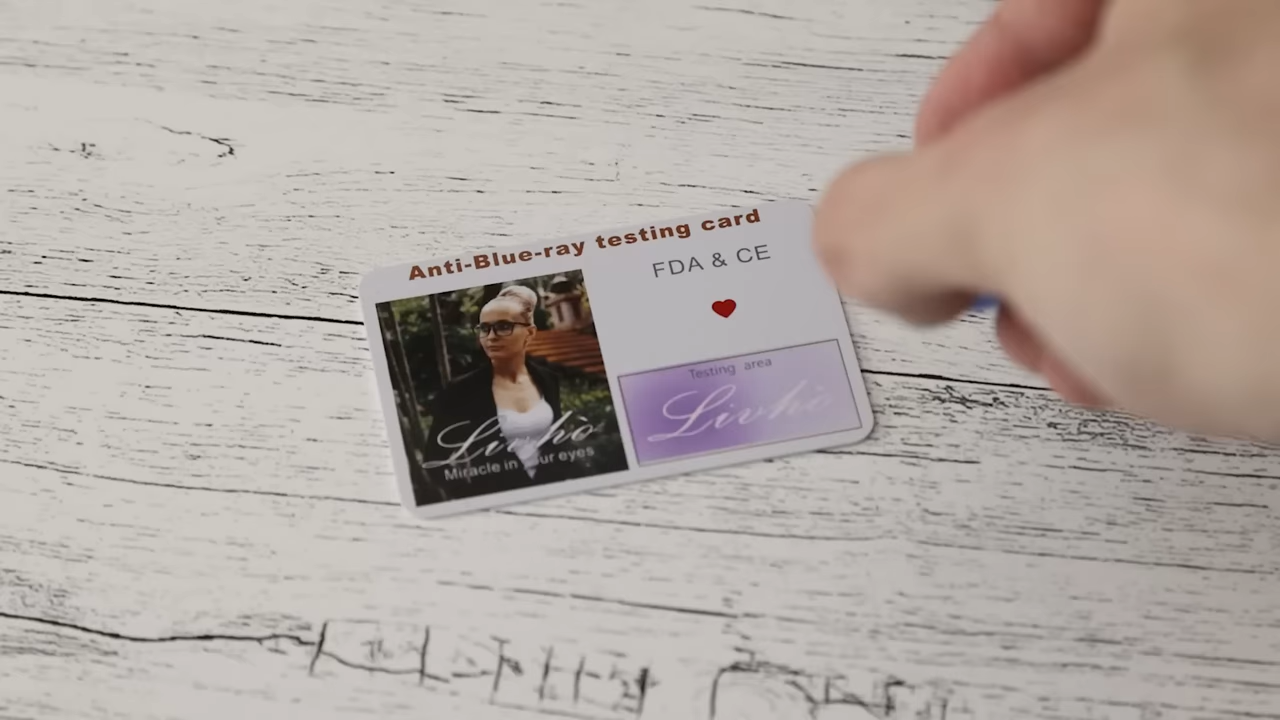 Anti-Blue-ray testing card
FDA & CE
Testing area
Livhò
Livhò
Miracle in your eyes